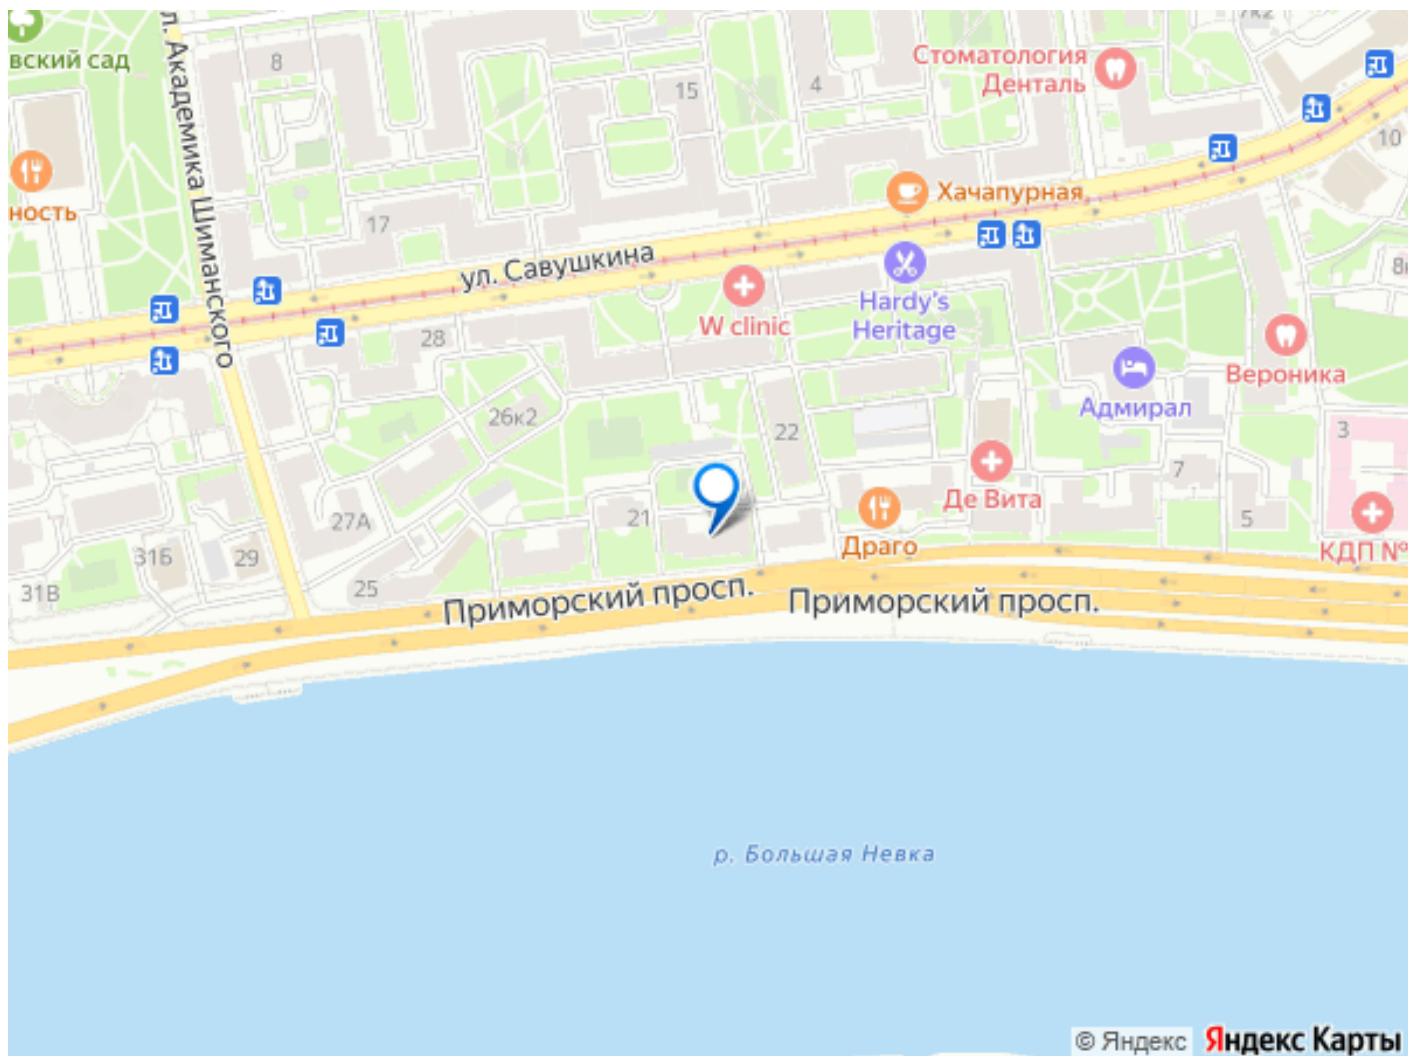 вский сад
л. Академика Шиманского
8
15
4
7к2
Стоматология
Денталь
10
ность
17
Хачапурная
ул. Савушкина
Hardy's
Heritage
W clinic
28
Вероника
Адмирал
26к2
22
3
7
Де Вита
5
21
27А
Драго
КДП №
31Б
29
31В
25
Приморский просп.
Приморский просп.
р. Большая Невка
© Яндекс Яндекс Карты